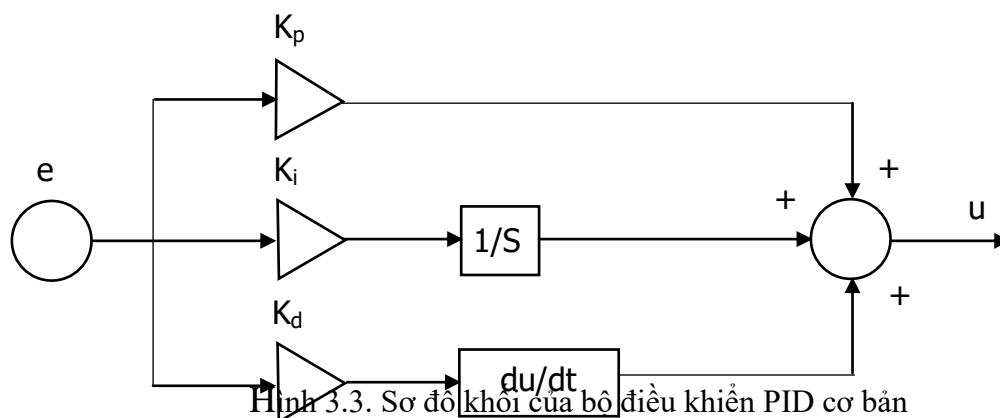 Kp
e
Ki
+
+
u
1/S
+
Kd
du/dt
Hình 3.3. Sơ đồ khối của bộ điều khiển PID cơ bản